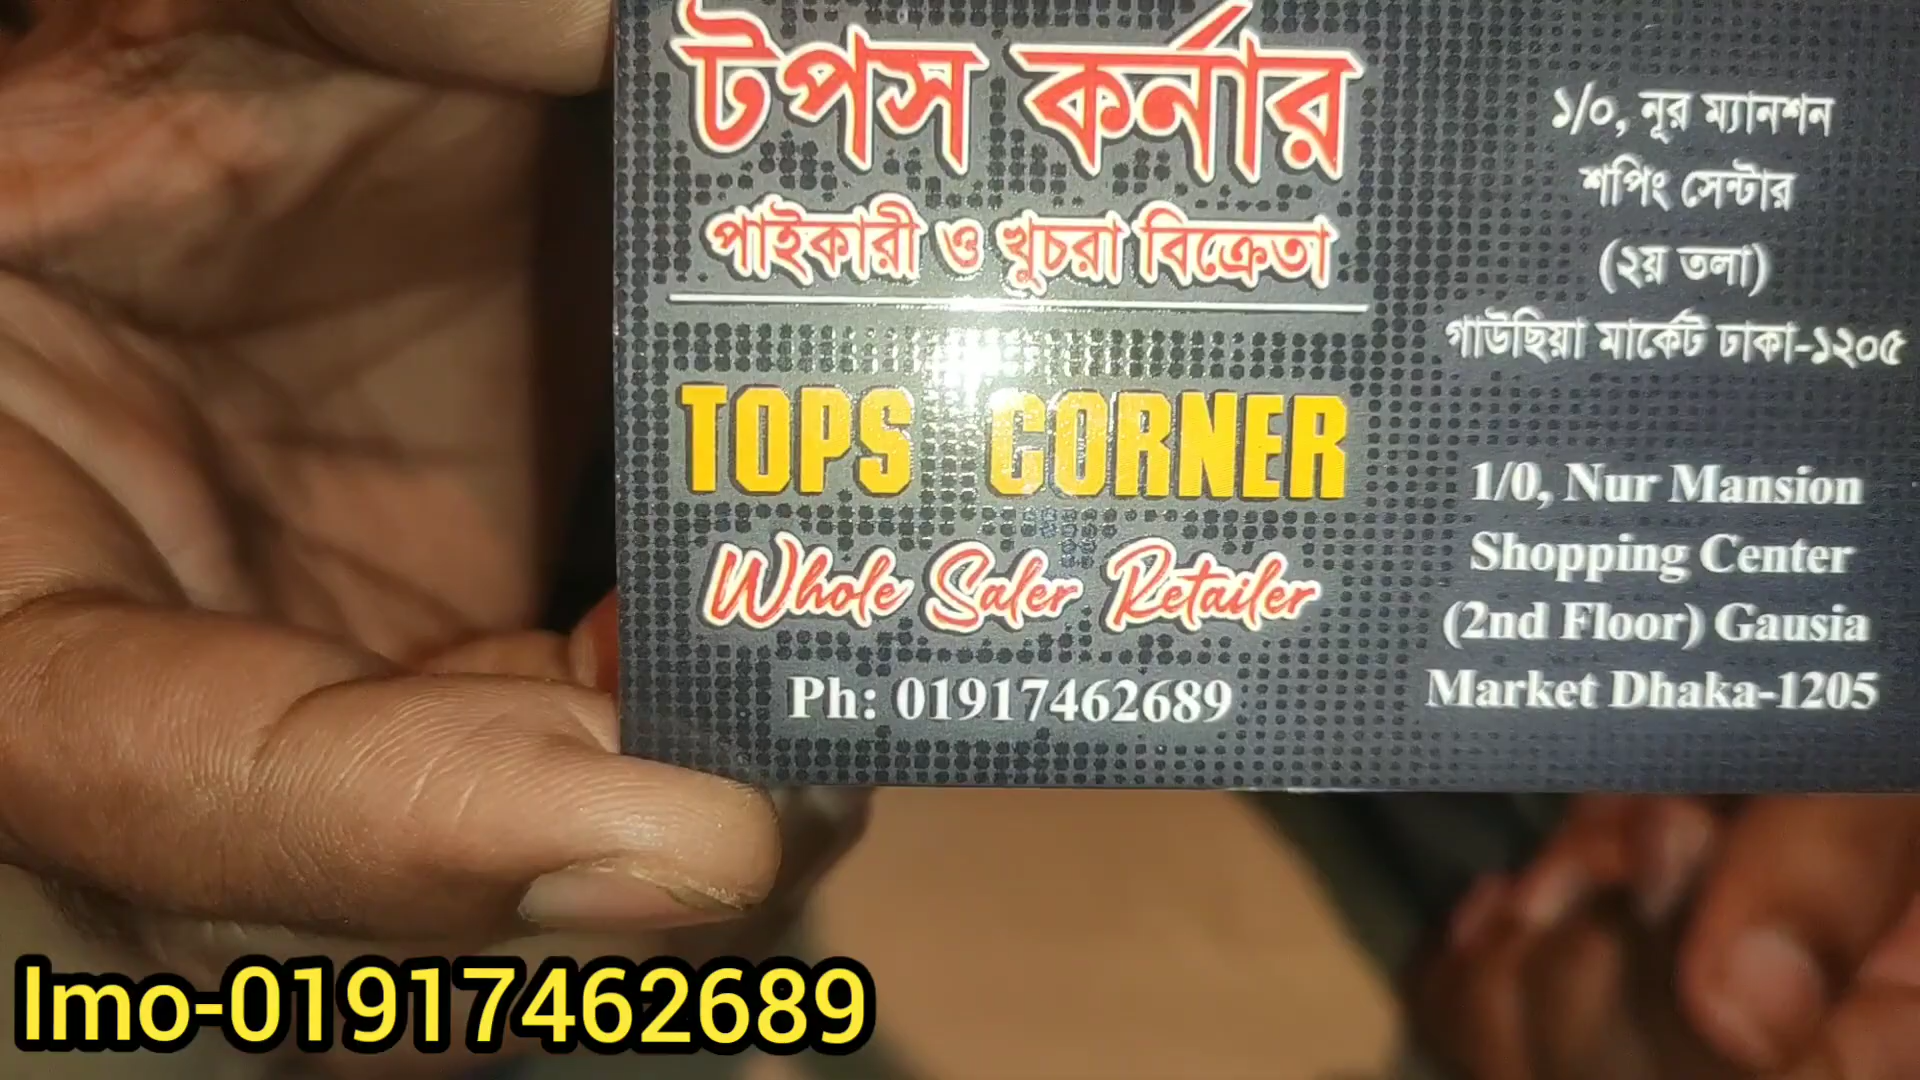 টপস কর্নার
পাইকারী ও খুচরা বিক্রেতা
TOPS CORNER
Whole Saler Retailer
Ph: 01917462689
১/০, নূর ম্যানশন
শপিং সেন্টার
(২য় তলা)
গাউছিয়া মার্কেট ঢাকা-১২০৫
1/0, Nur Mansion
Shopping Center
(2nd Floor) Gausia
Market Dhaka-1205
Imo-01917462689